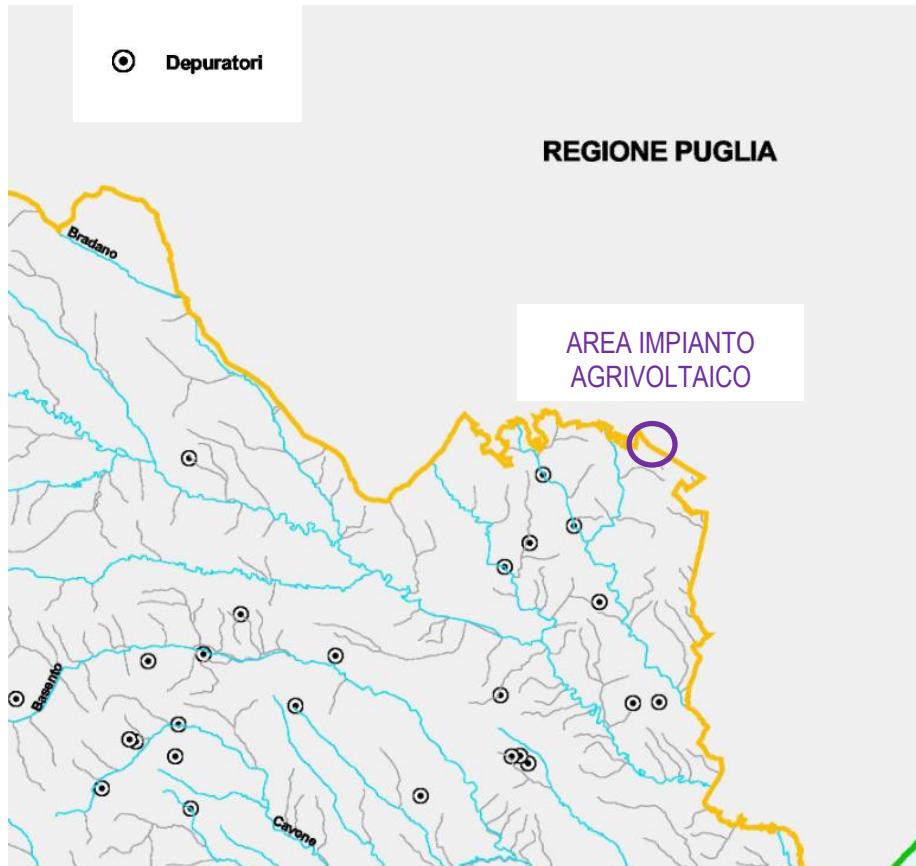 Depuratori
REGIONE PUGLIA
Bradano
AREA IMPIANTO
AGRIVOLTAICO
Basento
Cavone